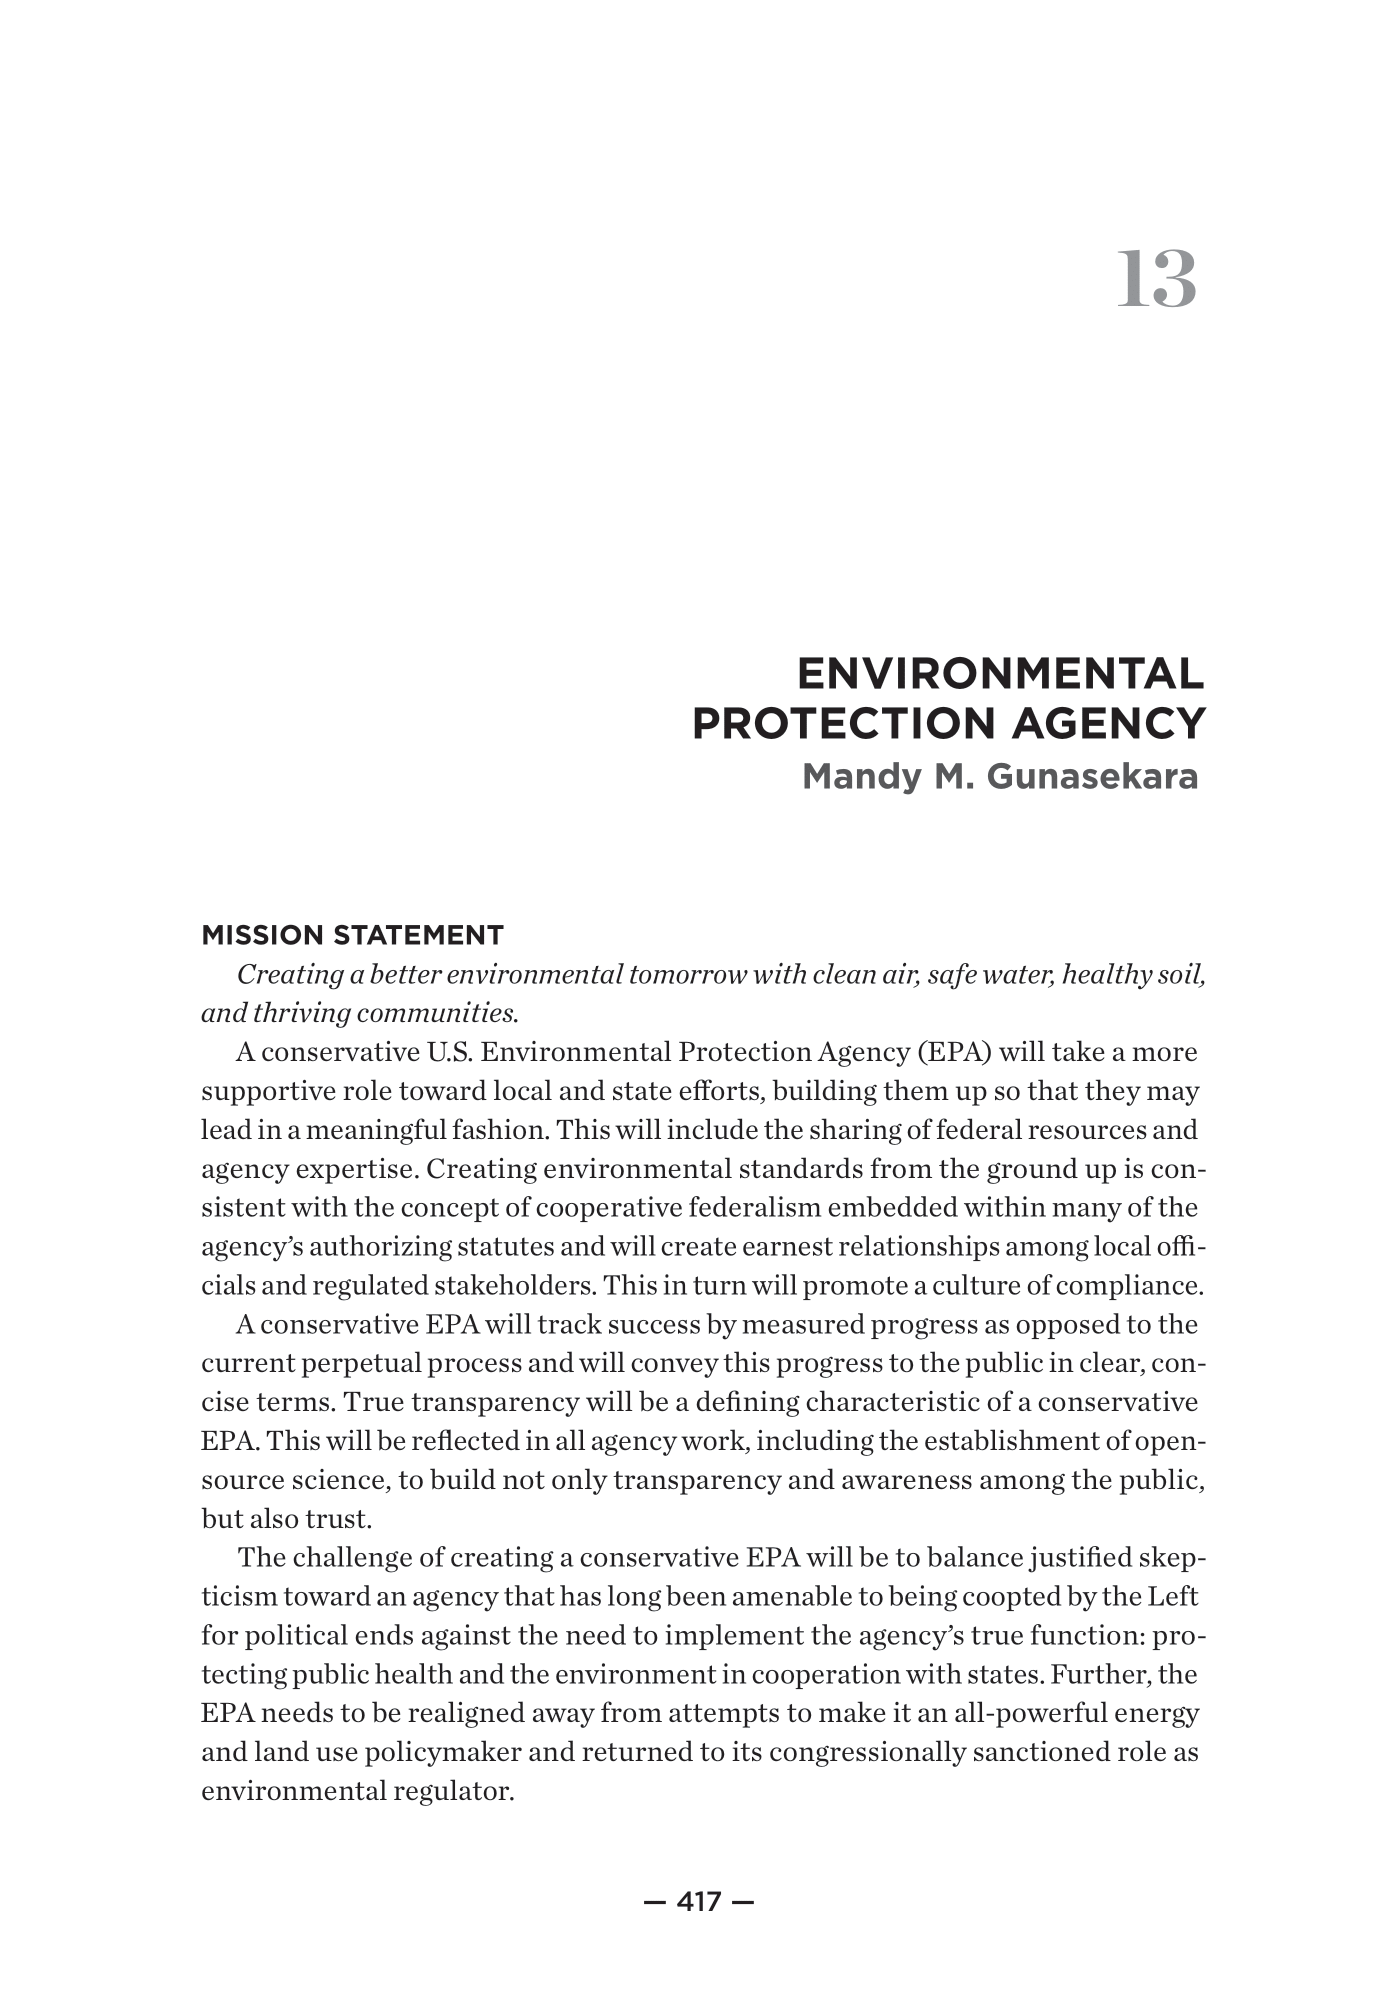 13
ENVIRONMENTAL
PROTECTION AGENCY
Mandy M. Gunasekara
MISSION STATEMENT
Creating a better environmental tomorrow with clean air, safe water, healthy soil,
and thriving communities.
A conservative U.S. Environmental Protection Agency (EPA) will take a more
supportive role toward local and state efforts, building them up so that they may
lead in a meaningful fashion. This will include the sharing of federal resources and
agency expertise. Creating environmental standards from the ground up is con-
sistent with the concept of cooperative federalism embedded within many of the
agency’s authorizing statutes and will create earnest relationships among local offi-
cials and regulated stakeholders. This in turn will promote a culture of compliance.
A conservative EPA will track success by measured progress as opposed to the
current perpetual process and will convey this progress to the public in clear, con-
cise terms. True transparency will be a defining characteristic of a conservative
EPA. This will be reflected in all agency work, including the establishment of open-
source science, to build not only transparency and awareness among the public,
but also trust.
The challenge of creating a conservative EPA will be to balance justified skep-
ticism toward an agency that has long been amenable to being coopted by the Left
for political ends against the need to implement the agency’s true function: pro-
tecting public health and the environment in cooperation with states. Further, the
EPA needs to be realigned away from attempts to make it an all-powerful energy
and land use policymaker and returned to its congressionally sanctioned role as
environmental regulator.
— 417 —